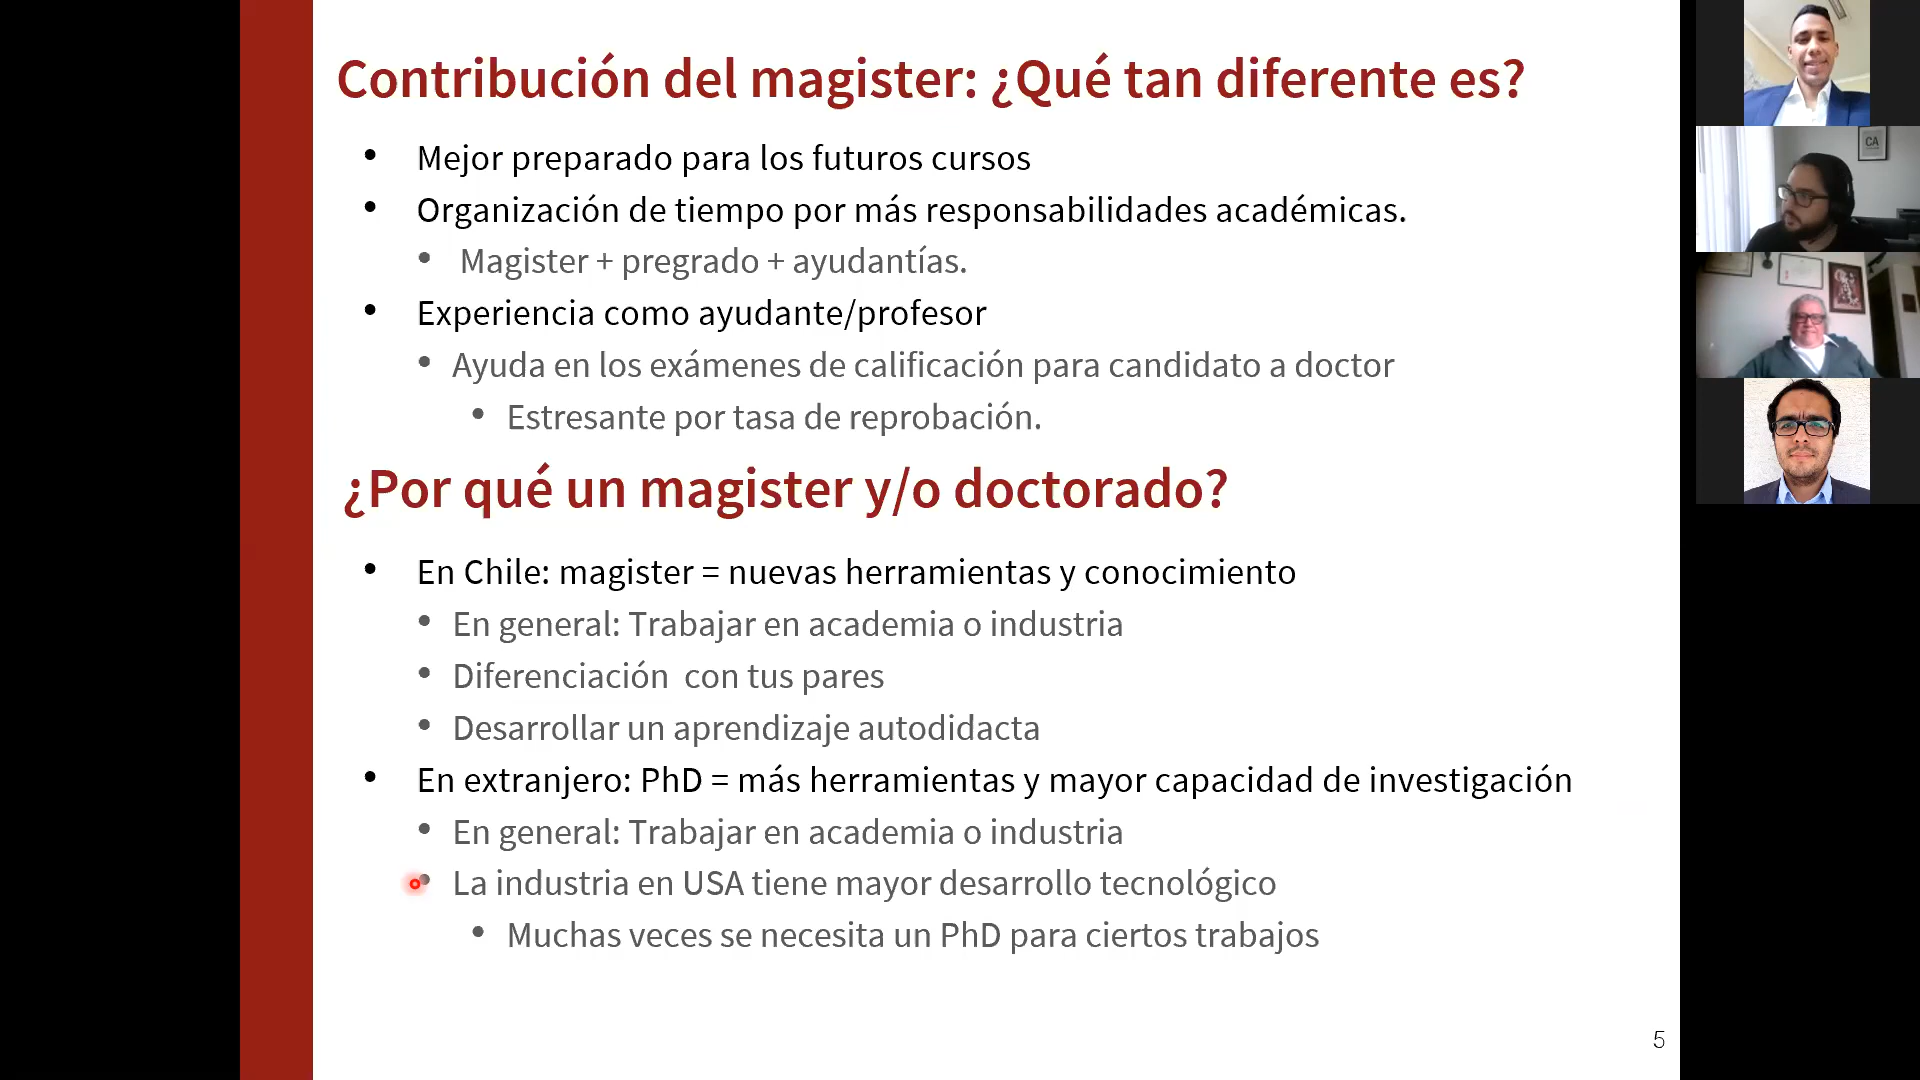 Contribución del magister: ¿Qué tan diferente es?
• Mejor preparado para los futuros cursos
• Organización de tiempo por más responsabilidades académicas.
• Magister + pregrado + ayudantías.
• Experiencia como ayudante/profesor
• Ayuda en los exámenes de calificación para candidato a doctor
• Estresante por tasa de reprobación.
¿Por qué un magister y/o doctorado?
• En Chile: magister = nuevas herramientas y conocimiento
• En general: Trabajar en academia o industria
• Diferenciación  con tus pares
• Desarrollar un aprendizaje autodidacta
• En extranjero: PhD = más herramientas y mayor capacidad de investigación
• En general: Trabajar en academia o industria
• La industria en USA tiene mayor desarrollo tecnológico
• Muchas veces se necesita un PhD para ciertos trabajos
5
CA